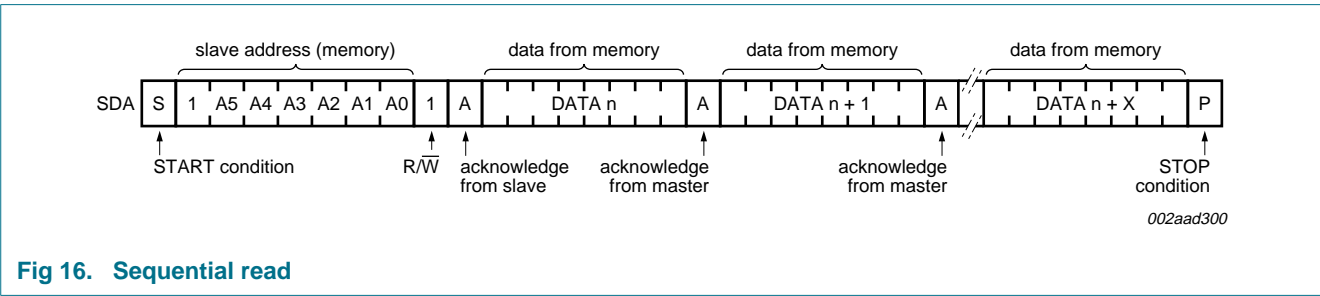 slave address (memory) data from memory data from memory data from memory
SDA S 1 A5 A4 A3 A2 A1 A0 1 A DATA n A DATA n + 1 A DATA n + X P
START condition R/W̅ acknowledge acknowledge acknowledge STOP
from slave from master from master condition
002aad300
Fig 16. Sequential read